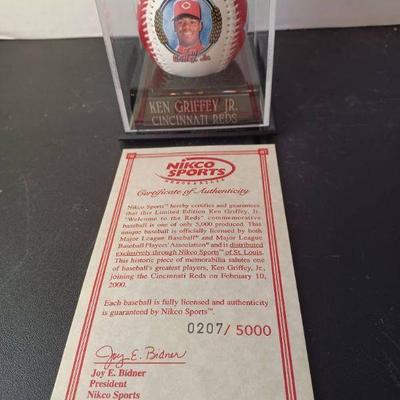 Griffey, Jr.
KEN GRIFFEY JR.
CINCINNATI REDS
NIKCO
SPORTS
Certificate of Authenticity
Nikco Sports™ hereby certifies and guarantees
that this Limited Edition Ken Griffey, Jr.
"Welcome to the Reds" commemorative
baseball is one of only 5,000 produced. This
unique baseball is officially licensed by both
Major League Baseball® and Major League
Baseball Players' Association® and is distributed
exclusively through Nikco Sports™ of St. Louis.
This historic piece of memorabilia salutes one
of baseball's greatest players, Ken Griffey, Jr.,
joining the Cincinnati Reds on February 10,
2000.
Each baseball is fully licensed and authenticity
is guaranteed by Nikco Sports™.
0207/ 5000
Joy E. Bidner
Joy E. Bidner
President
Nikco Sports